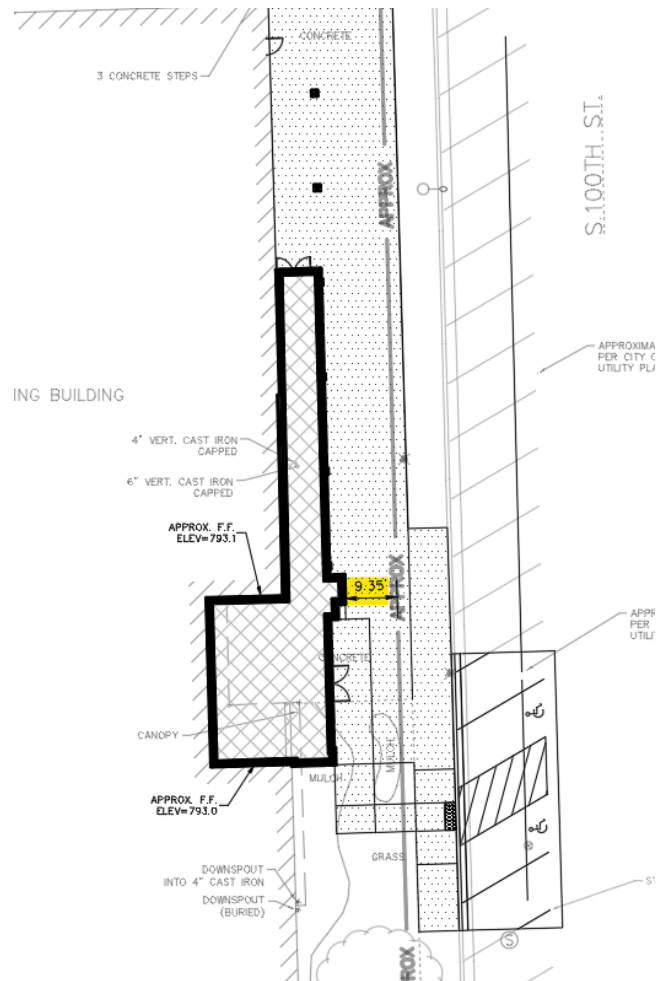 CONCRETE
3 CONCRETE STEPS
S.100TH. ST.
APPROX
APPROXIMA
PER CITY O
UTILITY PLA
ING BUILDING
4" VERT. CAST IRON
CAPPED
6" VERT. CAST IRON
CAPPED
APPROX. F.F.
ELEV=793.1
9.35'
APPROX
APPR
PER
UTILI
CONCRETE
CANOPY
MULCH
MULCH
APPROX. F.F.
ELEV=793.0
GRASS
DOWNSPOUT
INTO 4" CAST IRON
DOWNSPOUT
(BURIED)
ST
S
ROX